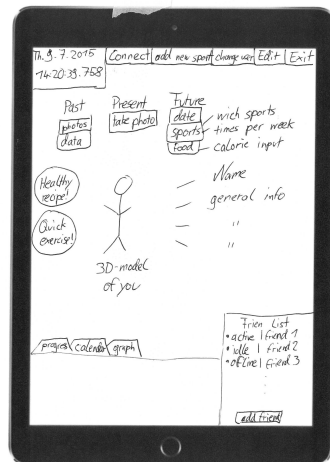 Th. 9.7.2015
14:20:39.758
Connect add new sport change user Edit Exit
Past
photos
data
Present
take photo
Future
date
sports
food
wich sports
times per week
calorie input
Healthy
recipe!
Quick
exercise!
Name
general info
"
"
3D-model
of you
progres calender graph
Frien List
• active | friend 1
• idle | friend 2
• offline | friend 3
add friend